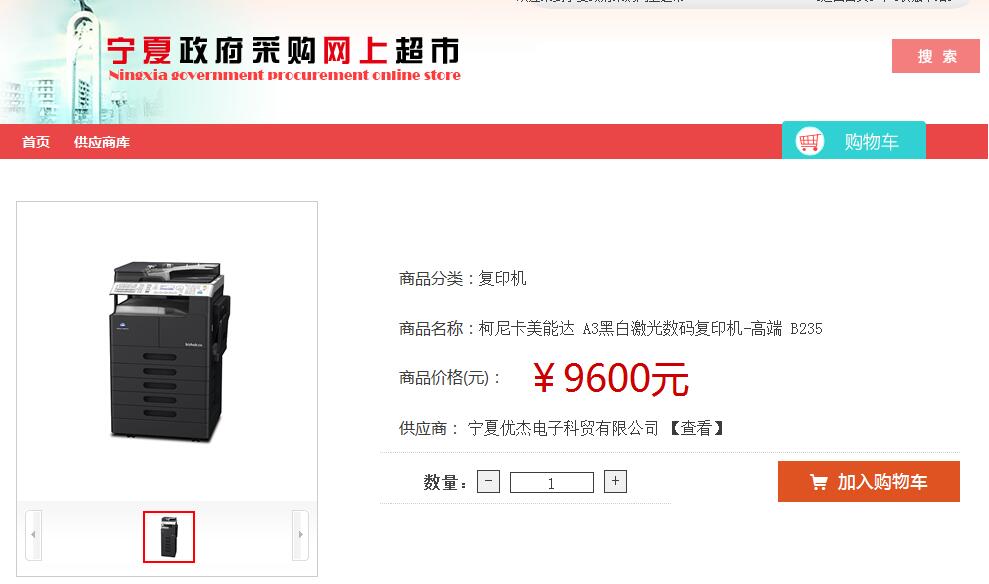 宁夏政府采购网上超市
Ningxia government procurement online store
搜 索
首页 供应商库
购物车
商品分类：复印机
商品名称：柯尼卡美能达 A3黑白激光数码复印机-高端 B235
商品价格(元)： ￥9600元
供应商： 宁夏优杰电子科贸有限公司 【查看】
数量： - 1 +
加入购物车